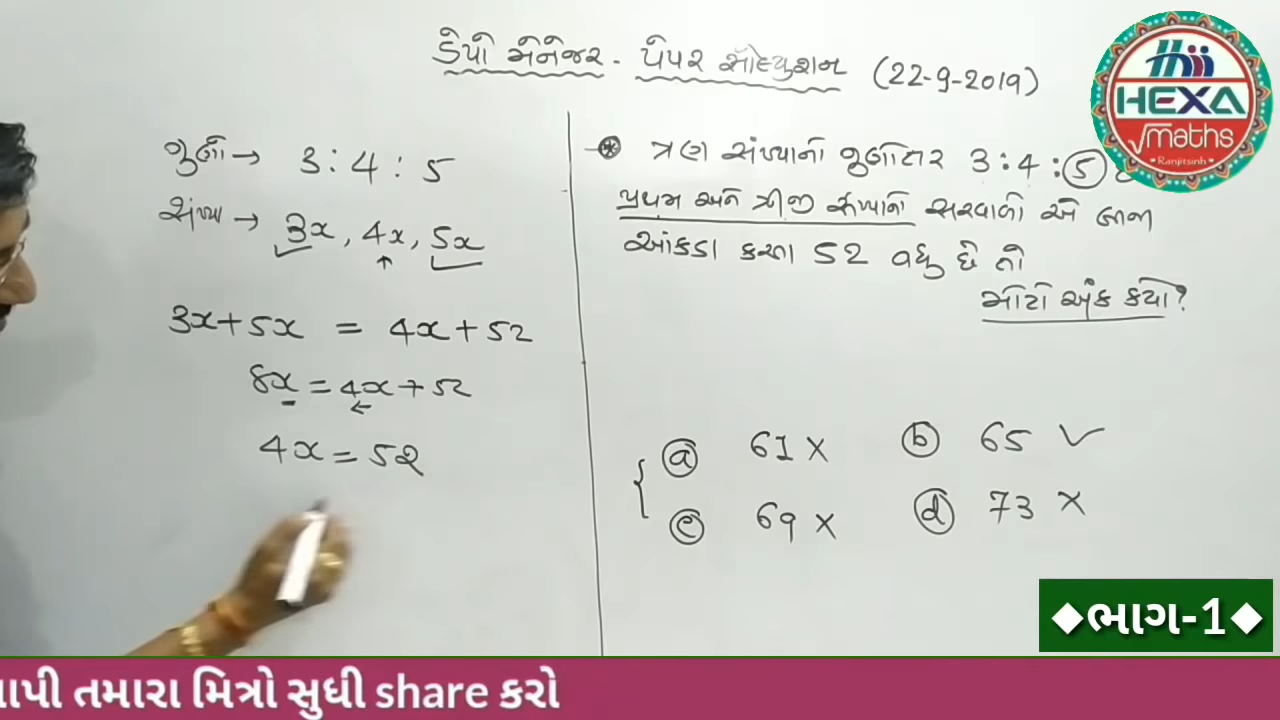 ડેપો મેનેજર - પેપર સૉલ્યુશન (22-9-2019)
HEXA
√maths
Ranjitsinh
ગુણો → 3 : 4 : 5
સંખ્યા → 3x, 4x, 5x
↑
3x+5x = 4x+52
8x = 4x+52
←
4x = 52
* ત્રણ સંખ્યાનો ગુણોત્તર 3 : 4 : 5
પ્રથમ અને ત્રીજી સંખ્યાનો સરવાળો એ બીજા
આંકડા કરતા 52 વધુ છે તો
મોટો અંક કયો?
a 61 X b 65 ✓
c 69 X d 73 X
◆ભાગ-1◆
તમારા મિત્રો સુધી share કરો